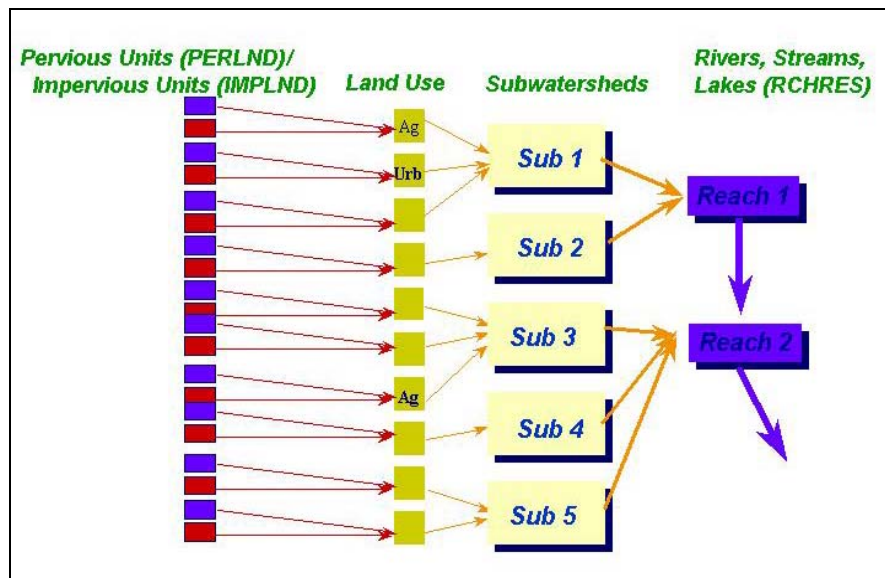 Pervious Units (PERLND)/
Impervious Units (IMPLND)
Land Use
Subwatersheds
Rivers, Streams,
Lakes (RCHRES)
Ag
Urb
Sub 1
Reach 1
Sub 2
Sub 3
Reach 2
Ag
Sub 4
Sub 5